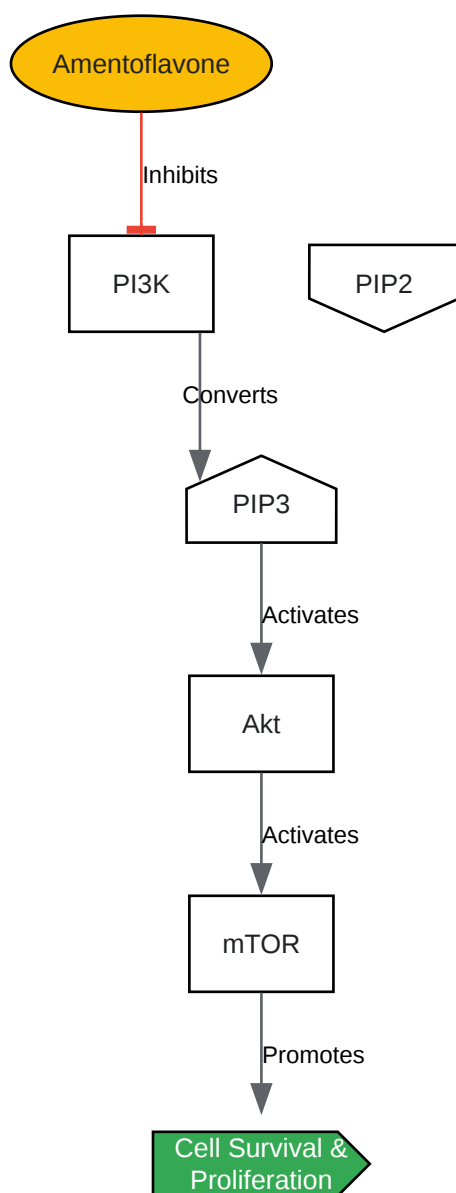 Amentoflavone
Inhibits
PI3K
PIP2
Converts
PIP3
Activates
Akt
Activates
mTOR
Promotes
Cell Survival &
Proliferation